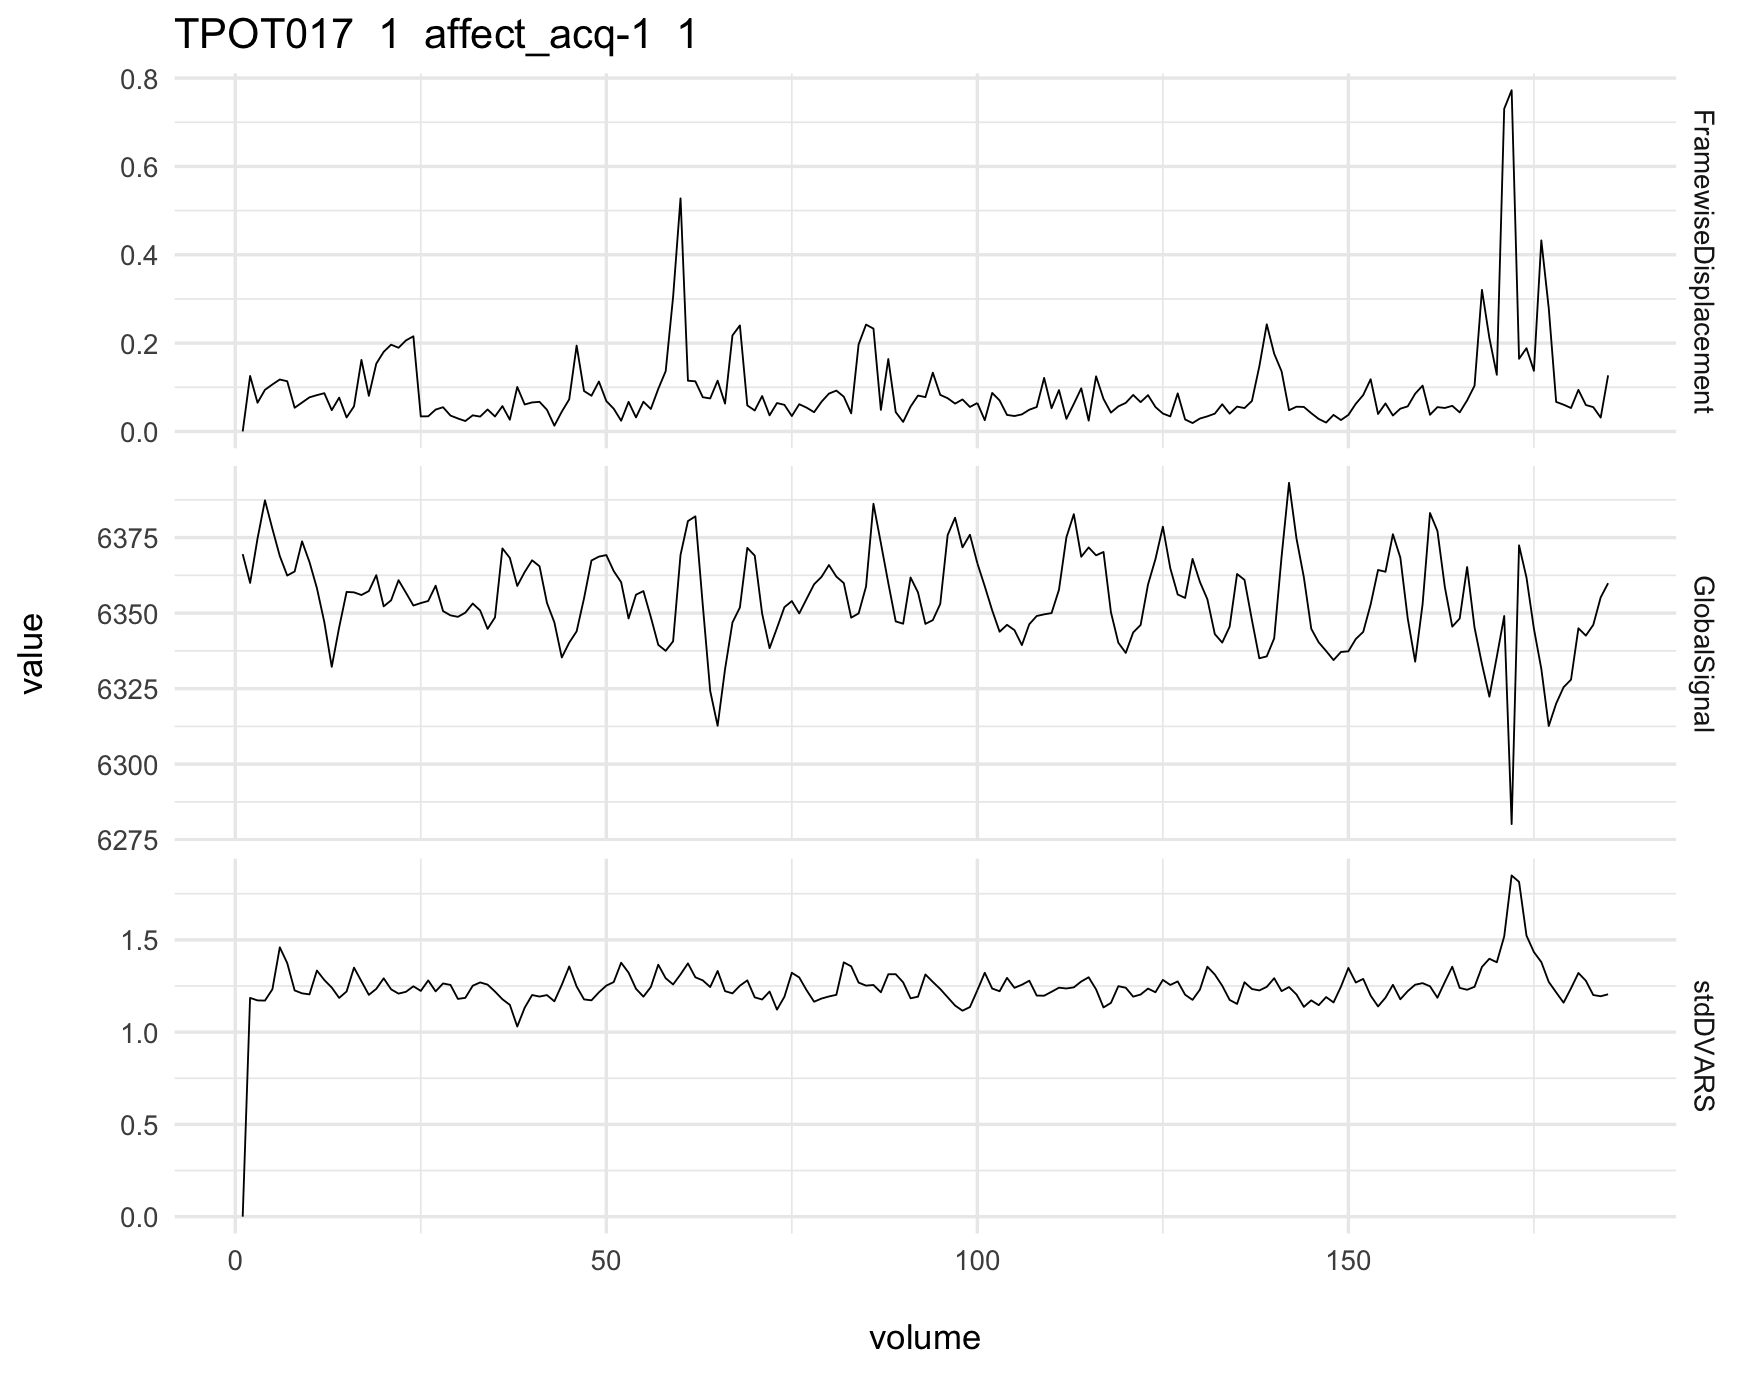 TPOT017 1 affect_acq-1 1
value
0.8
0.6
0.4
0.2
0.0
FramewiseDisplacement
6375
6350
6325
6300
6275
GlobalSignal
1.5
1.0
0.5
0.0
stdDVARS
0 50 100 150
volume